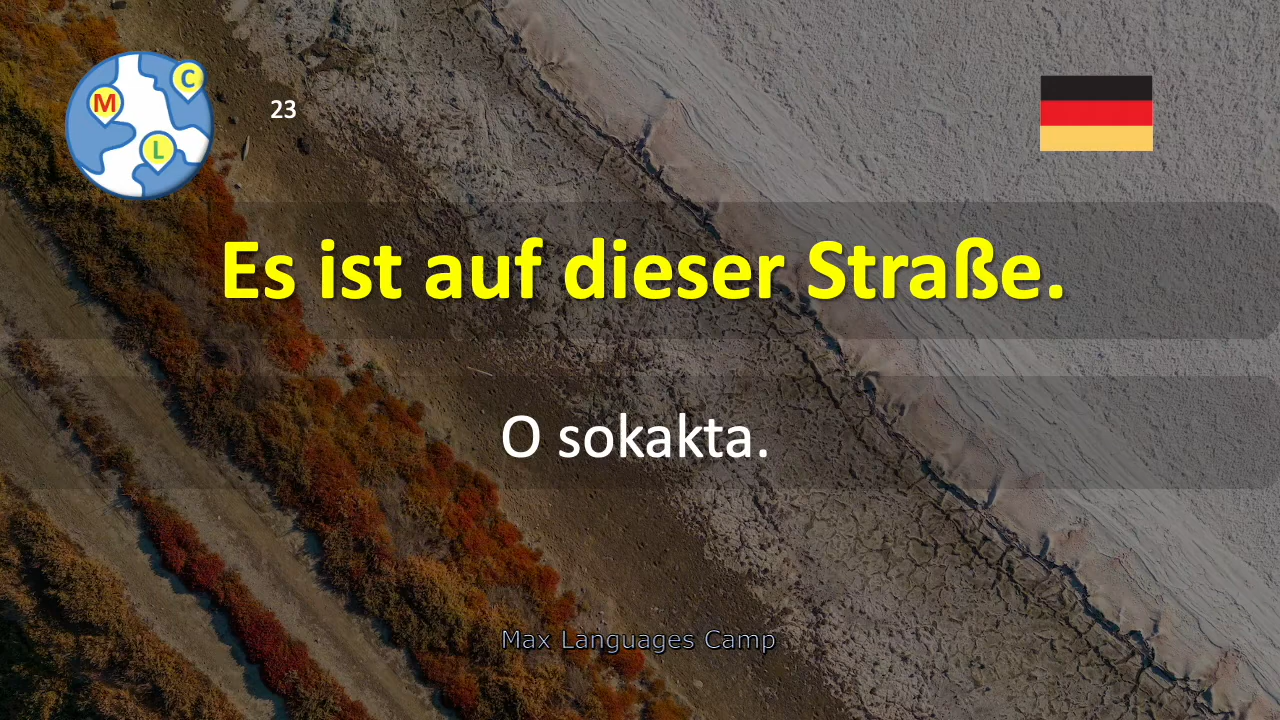 C
M
L
23
Es ist auf dieser Straße.
O sokakta.
Max Languages Camp